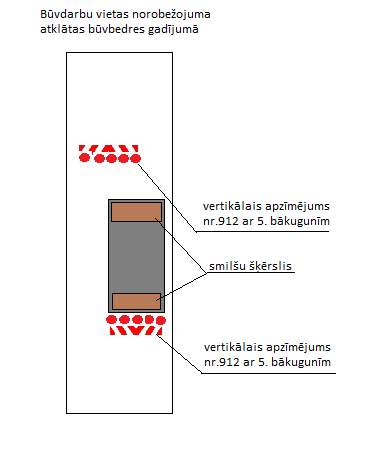 Būvdarbu vietas norobežojuma
atklātas būvbedres gadījumā
vertikālais apzīmējums
nr.912 ar 5. bākugunīm
smilšu šķērslis
vertikālais apzīmējums
nr.912 ar 5. bākugunīm